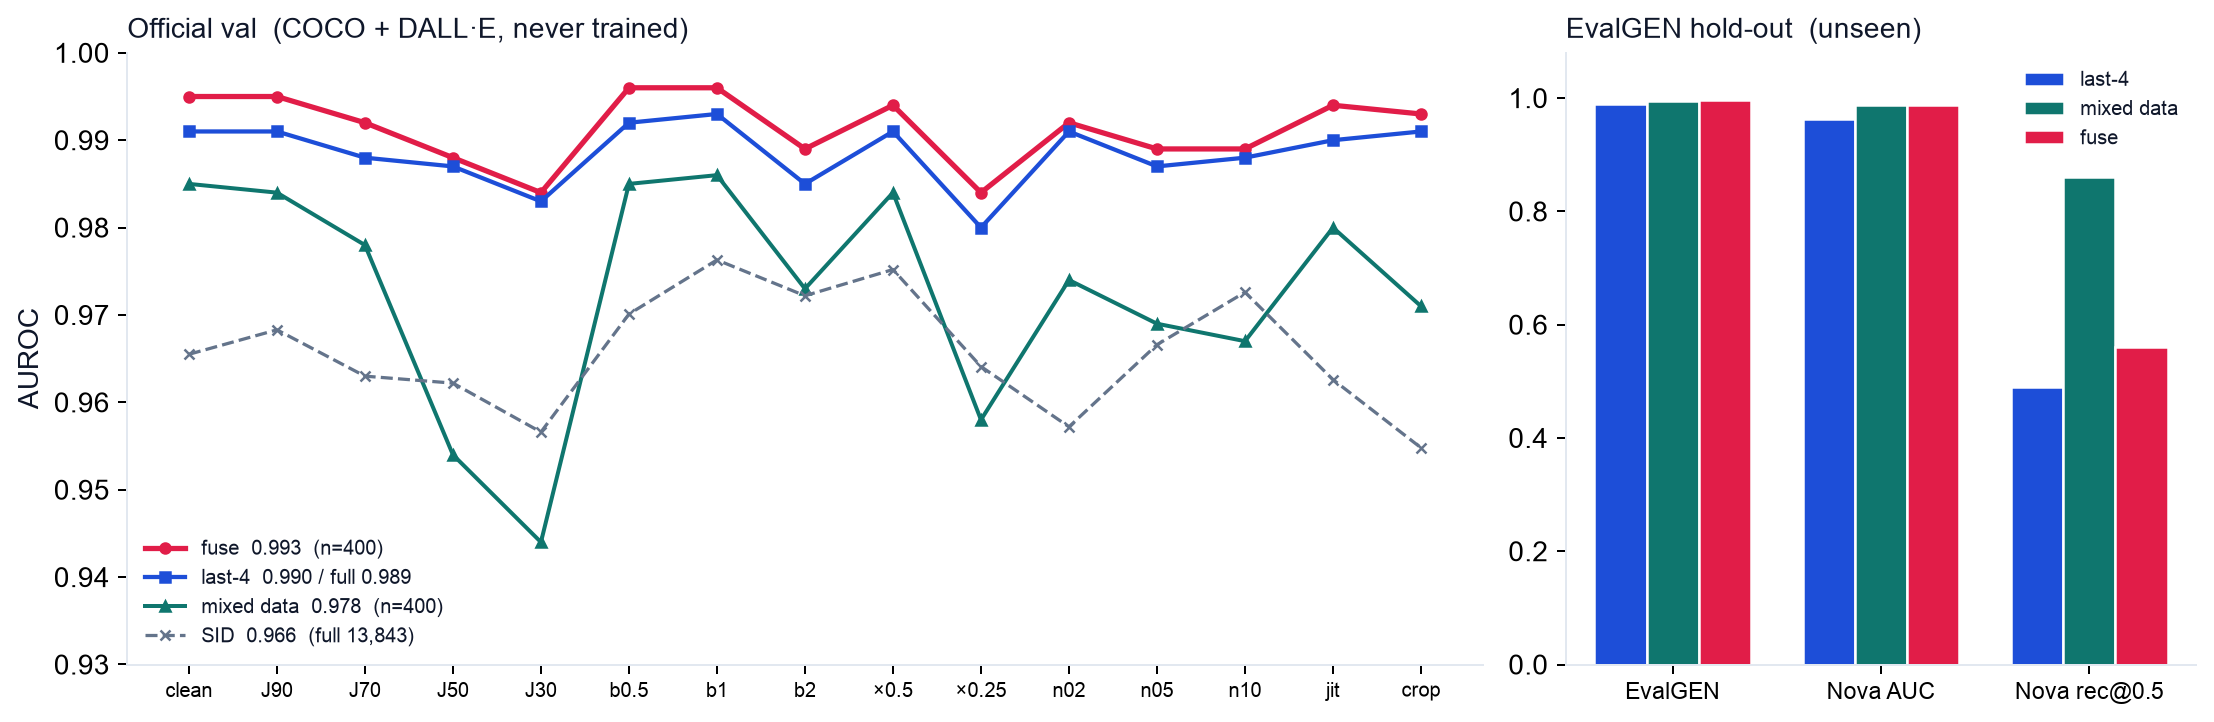 Official val  (COCO + DALL·E, never trained)
AUROC
1.00
0.99
0.98
0.97
0.96
0.95
0.94
0.93
fuse  0.993  (n=400)
last-4  0.990 / full 0.989
mixed data  0.978  (n=400)
SID  0.966  (full 13,843)
clean J90 J70 J50 J30 b0.5 b1 b2 ×0.5 ×0.25 n02 n05 n10 jit crop
EvalGEN hold-out  (unseen)
last-4
mixed data
fuse
1.0
0.8
0.6
0.4
0.2
0.0
EvalGEN Nova AUC Nova rec@0.5